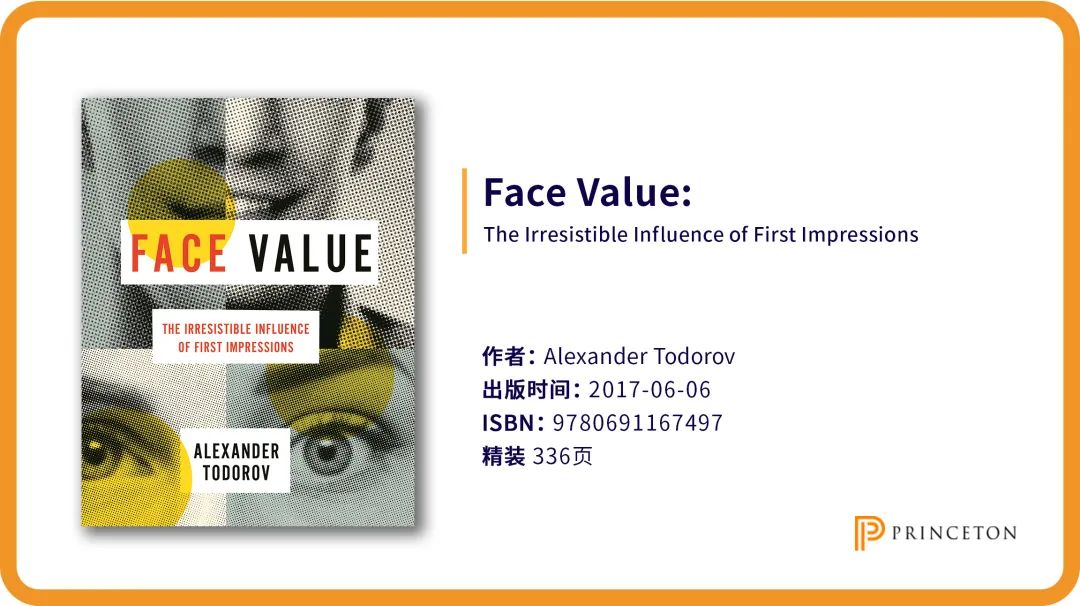 FACE VALUE
THE IRRESISTIBLE INFLUENCE
OF FIRST IMPRESSIONS
ALEXANDER
TODOROV
Face Value:
The Irresistible Influence of First Impressions
作者：Alexander Todorov
出版时间：2017-06-06
ISBN：9780691167497
精装 336页
PRINCETON